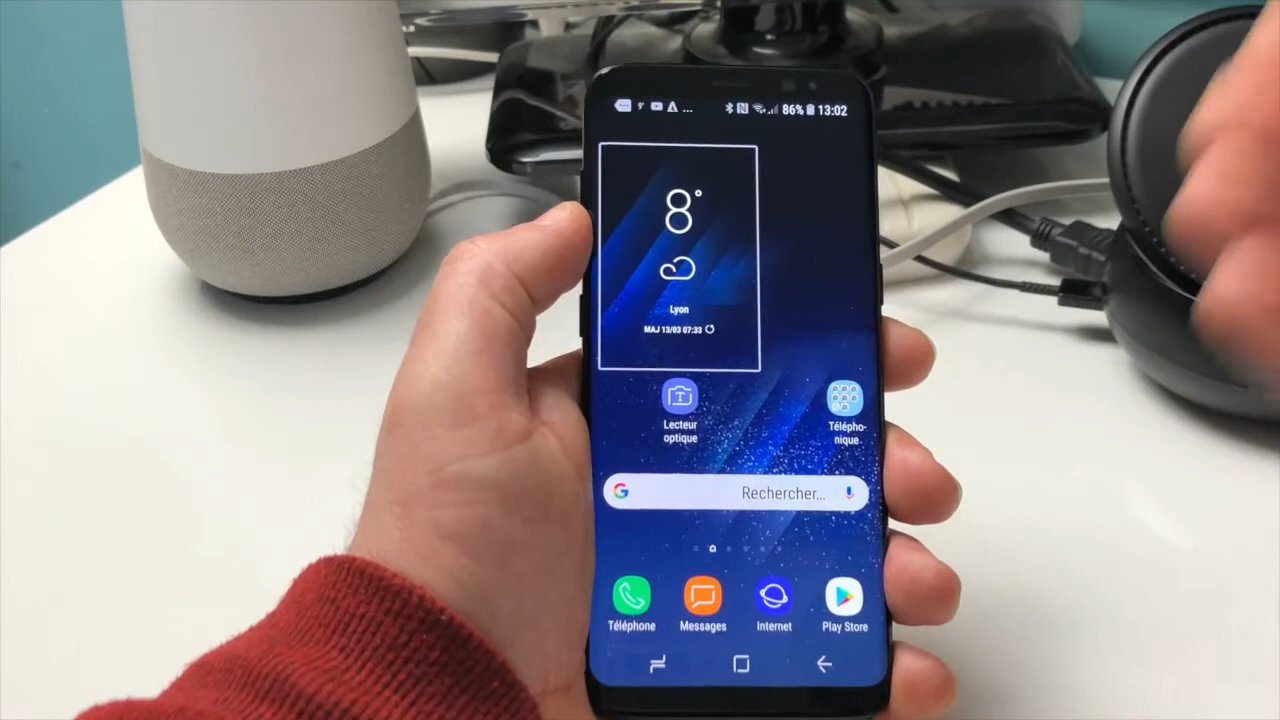 86% 13:02
8°
Lyon
MAJ 13/03 07:33
Lecteur
optique
Télépho-
nique
Rechercher...
Téléphone
Messages
Internet
Play Store